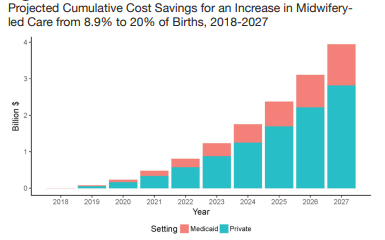 Projected Cumulative Cost Savings for an Increase in Midwifery-
led Care from 8.9% to 20% of Births, 2018-2027
4
3
2
1
0
Billion $
2018 2019 2020 2021 2022 2023 2024 2025 2026 2027
Year
Setting Medicaid Private